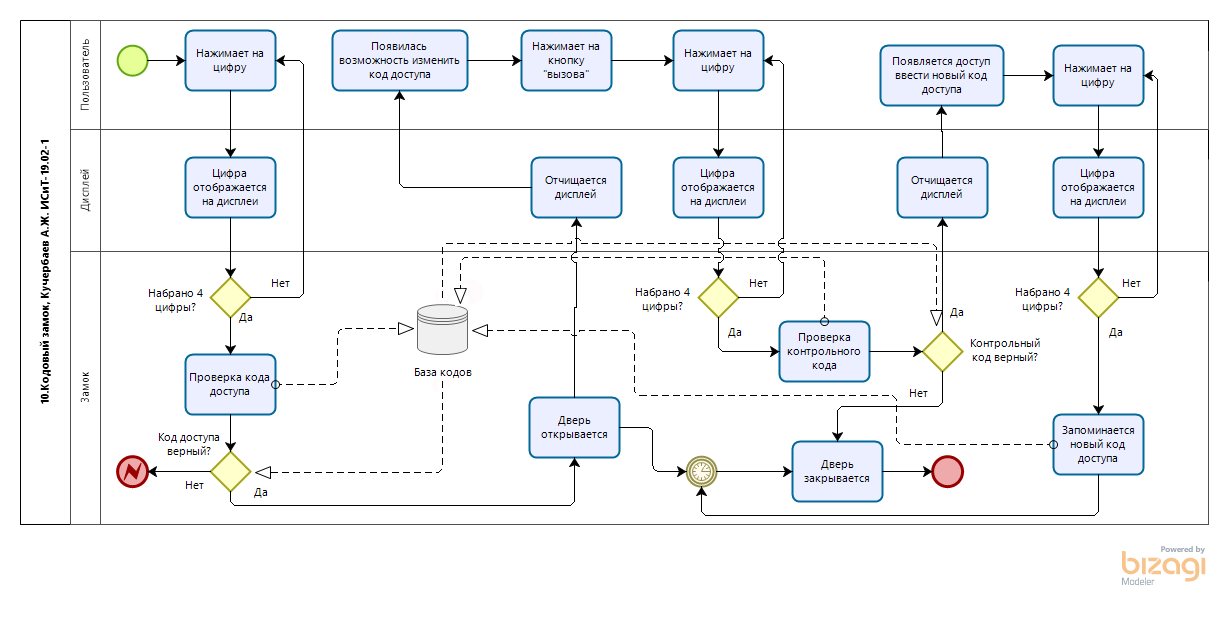 10.Кодовый замок, Кучербаев А.Ж. ИСиТ-19.02-1
Пользователь
Нажимает на
цифру
Появилась
возможность изменить
код доступа
Нажимает на
кнопку
"вызова"
Нажимает на
цифру
Появляется доступ
ввести новый код
доступа
Нажимает на
цифру
Дисплей
Цифра
отображается
на дисплеи
Отчищается
дисплей
Цифра
отображается
на дисплеи
Отчищается
дисплей
Цифра
отображается
на дисплеи
Замок
Набрано 4
цифры?
Нет
Да
База кодов
Набрано 4
цифры?
Нет
Да
Проверка
контрольного
кода
Да
Контрольный
код верный?
Нет
Набрано 4
цифры?
Нет
Да
Проверка кода
доступа
Код доступа
верный?
Нет
Да
Дверь
открывается
Дверь
закрывается
Запоминается
новый код
доступа
Powered by
bizagi
Modeler